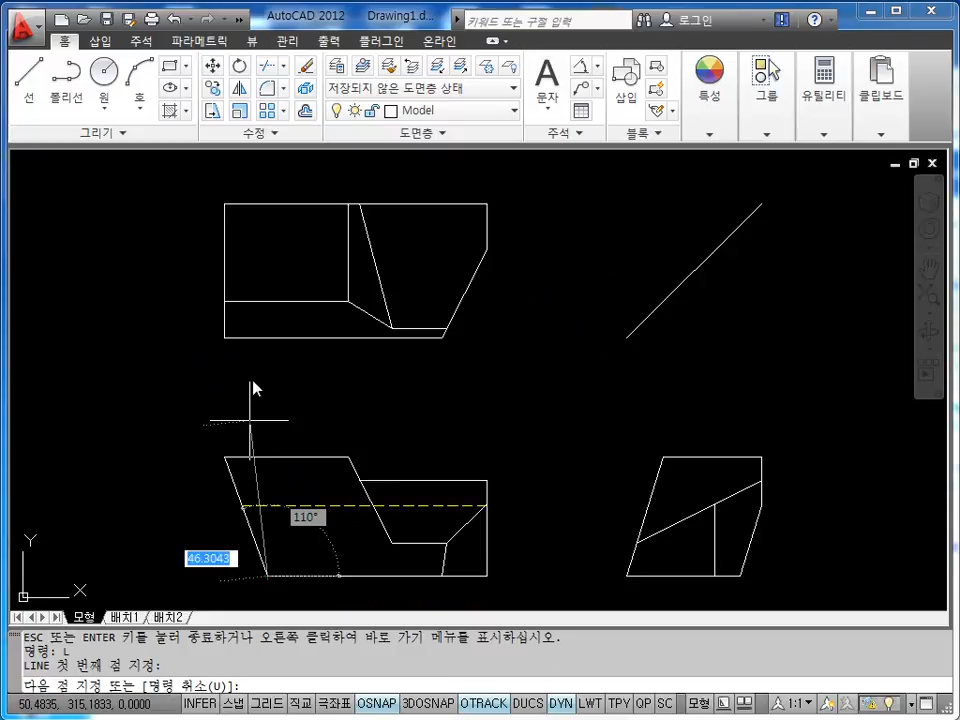 AutoCAD 2012 Drawing1.d... 키워드 또는 구절 입력 로그인
홈 삽입 주석 파라메트릭 뷰 관리 출력 플러그인 온라인
선 폴리선 원 호 저장되지 않은 도면층 상태 문자 삽입 특성 그룹 유틸리티 클립보드
Model
그리기 수정 도면층 주석 블록
110°
46.3043
Y
X
모형 배치1 배치2
ESC 또는 ENTER 키를 눌러 종료하거나 오른쪽 클릭하여 바로 가기 메뉴를 표시하십시오.
명령: L
LINE 첫 번째 점 지정:
다음 점 지정 또는 [명령 취소(U)]:
50.4835, 315.1833, 0.0000 INFER 스냅 그리드 직교 극좌표 OSNAP 3DOSNAP OTRACK DUCS DYN LWT TPY QP SC 모형 1:1